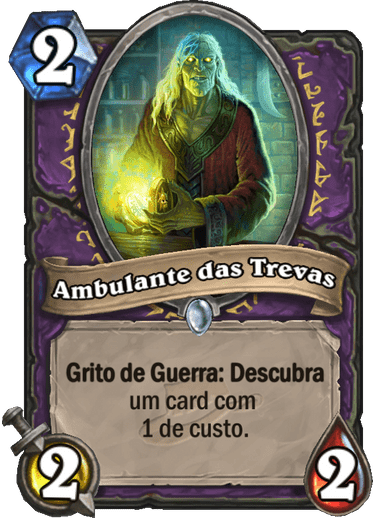 2
Ambulante das Trevas
Grito de Guerra: Descubra
um card com
1 de custo.
2
2